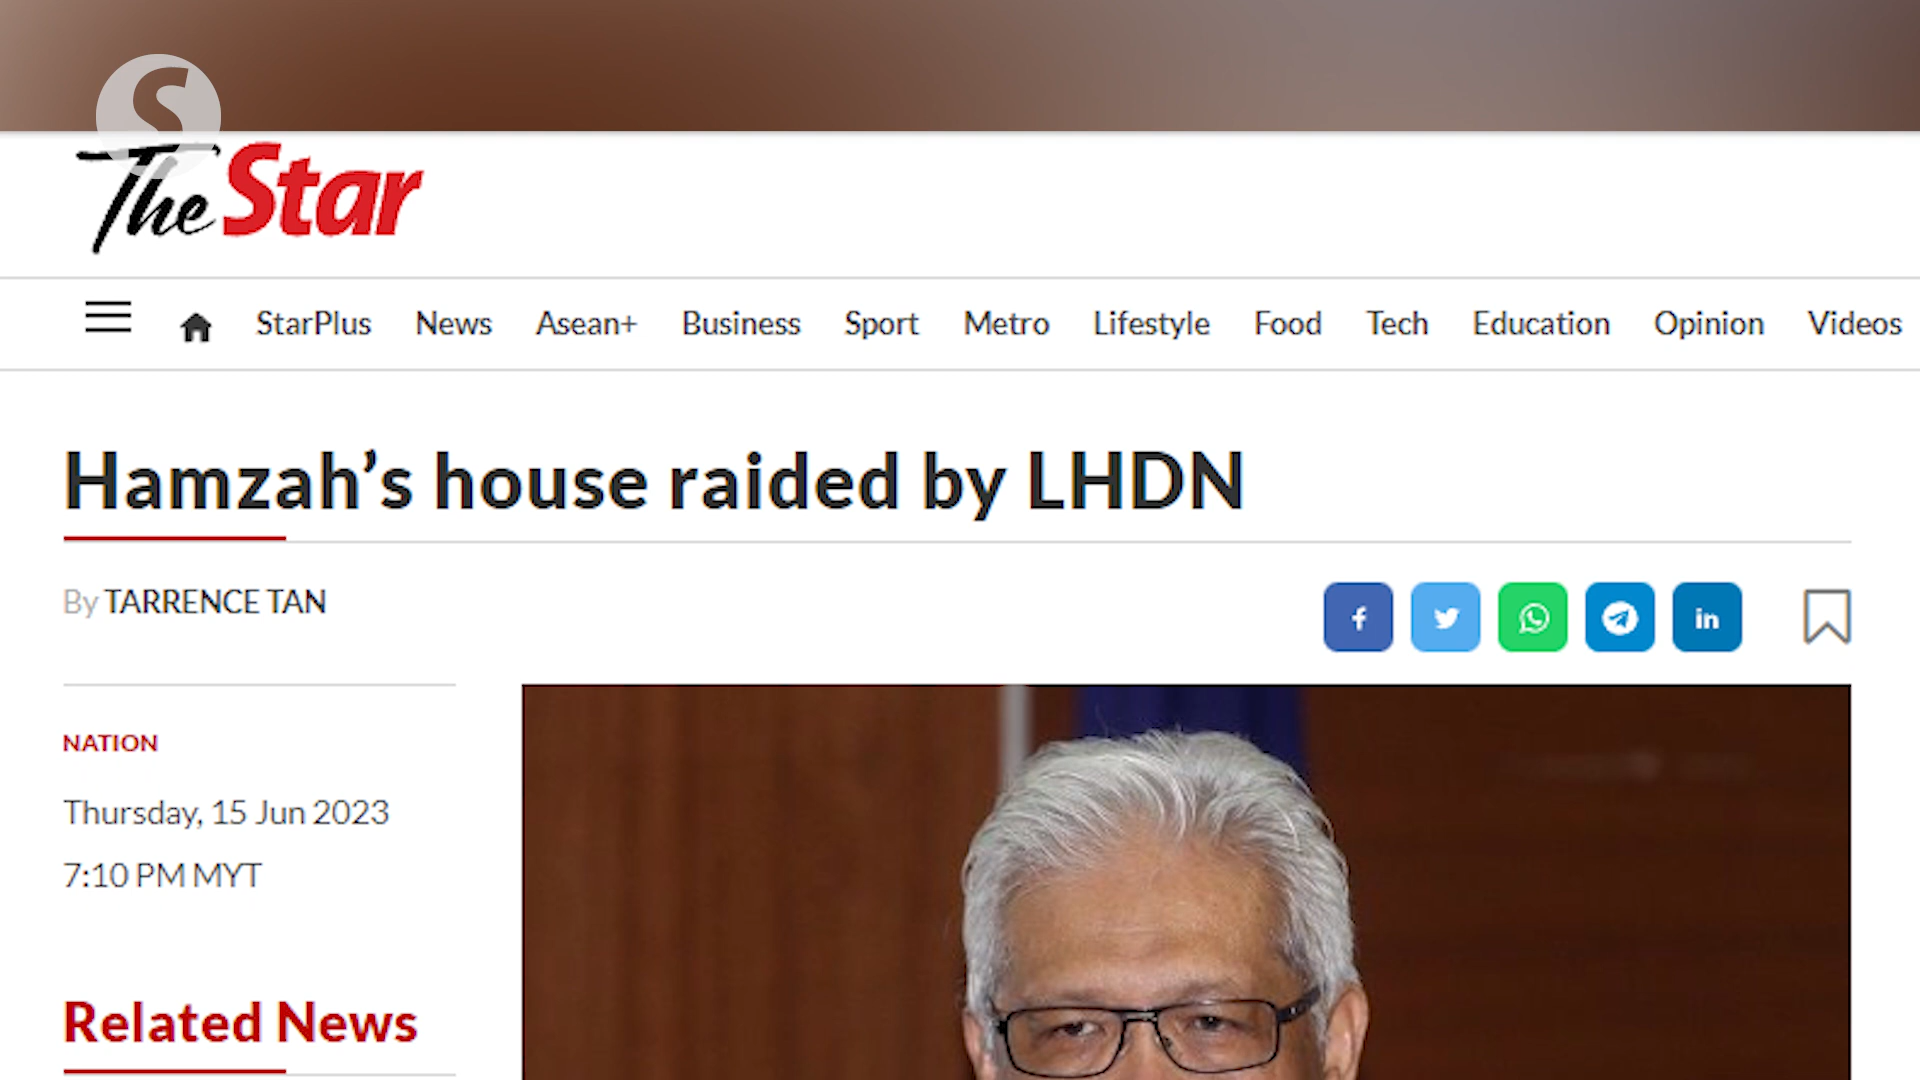 S
The Star
StarPlus News Asean+ Business Sport Metro Lifestyle Food Tech Education Opinion Videos
Hamzah’s house raided by LHDN
By TARRENCE TAN
f in
NATION
Thursday, 15 Jun 2023
7:10 PM MYT
Related News